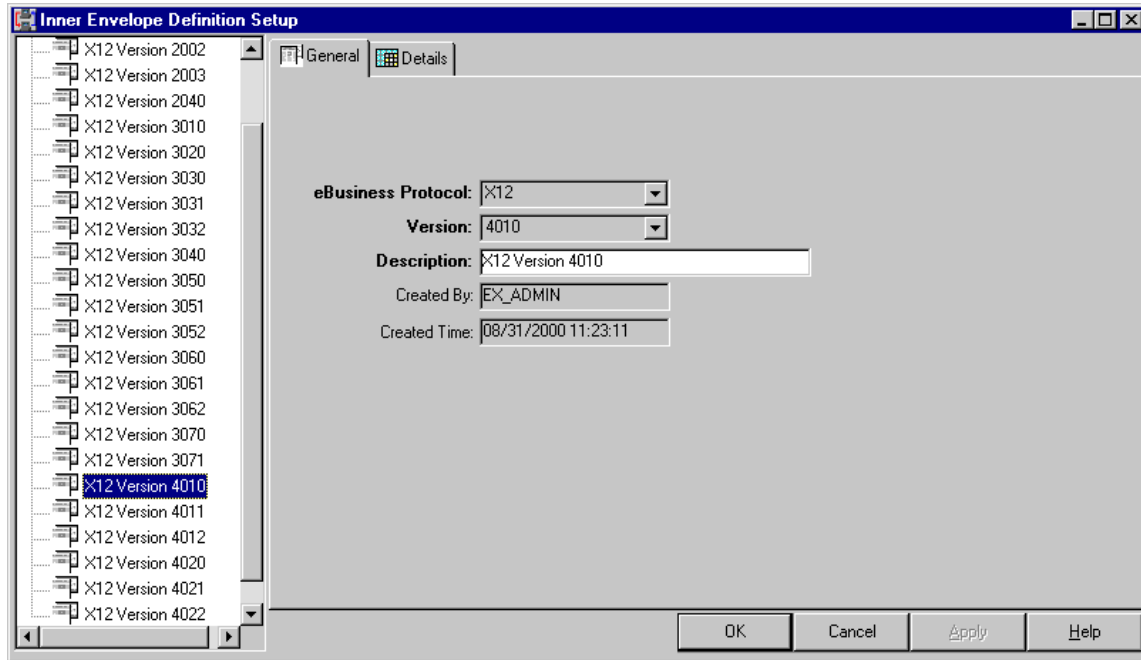 Inner Envelope Definition Setup
X12 Version 2002
X12 Version 2003
X12 Version 2040
X12 Version 3010
X12 Version 3020
X12 Version 3030
X12 Version 3031
X12 Version 3032
X12 Version 3040
X12 Version 3050
X12 Version 3051
X12 Version 3052
X12 Version 3060
X12 Version 3061
X12 Version 3062
X12 Version 3070
X12 Version 3071
X12 Version 4010
X12 Version 4011
X12 Version 4012
X12 Version 4020
X12 Version 4021
X12 Version 4022
General Details
eBusiness Protocol: X12
Version: 4010
Description: X12 Version 4010
Created By: EX_ADMIN
Created Time: 08/31/2000 11:23:11
OK Cancel Apply Help